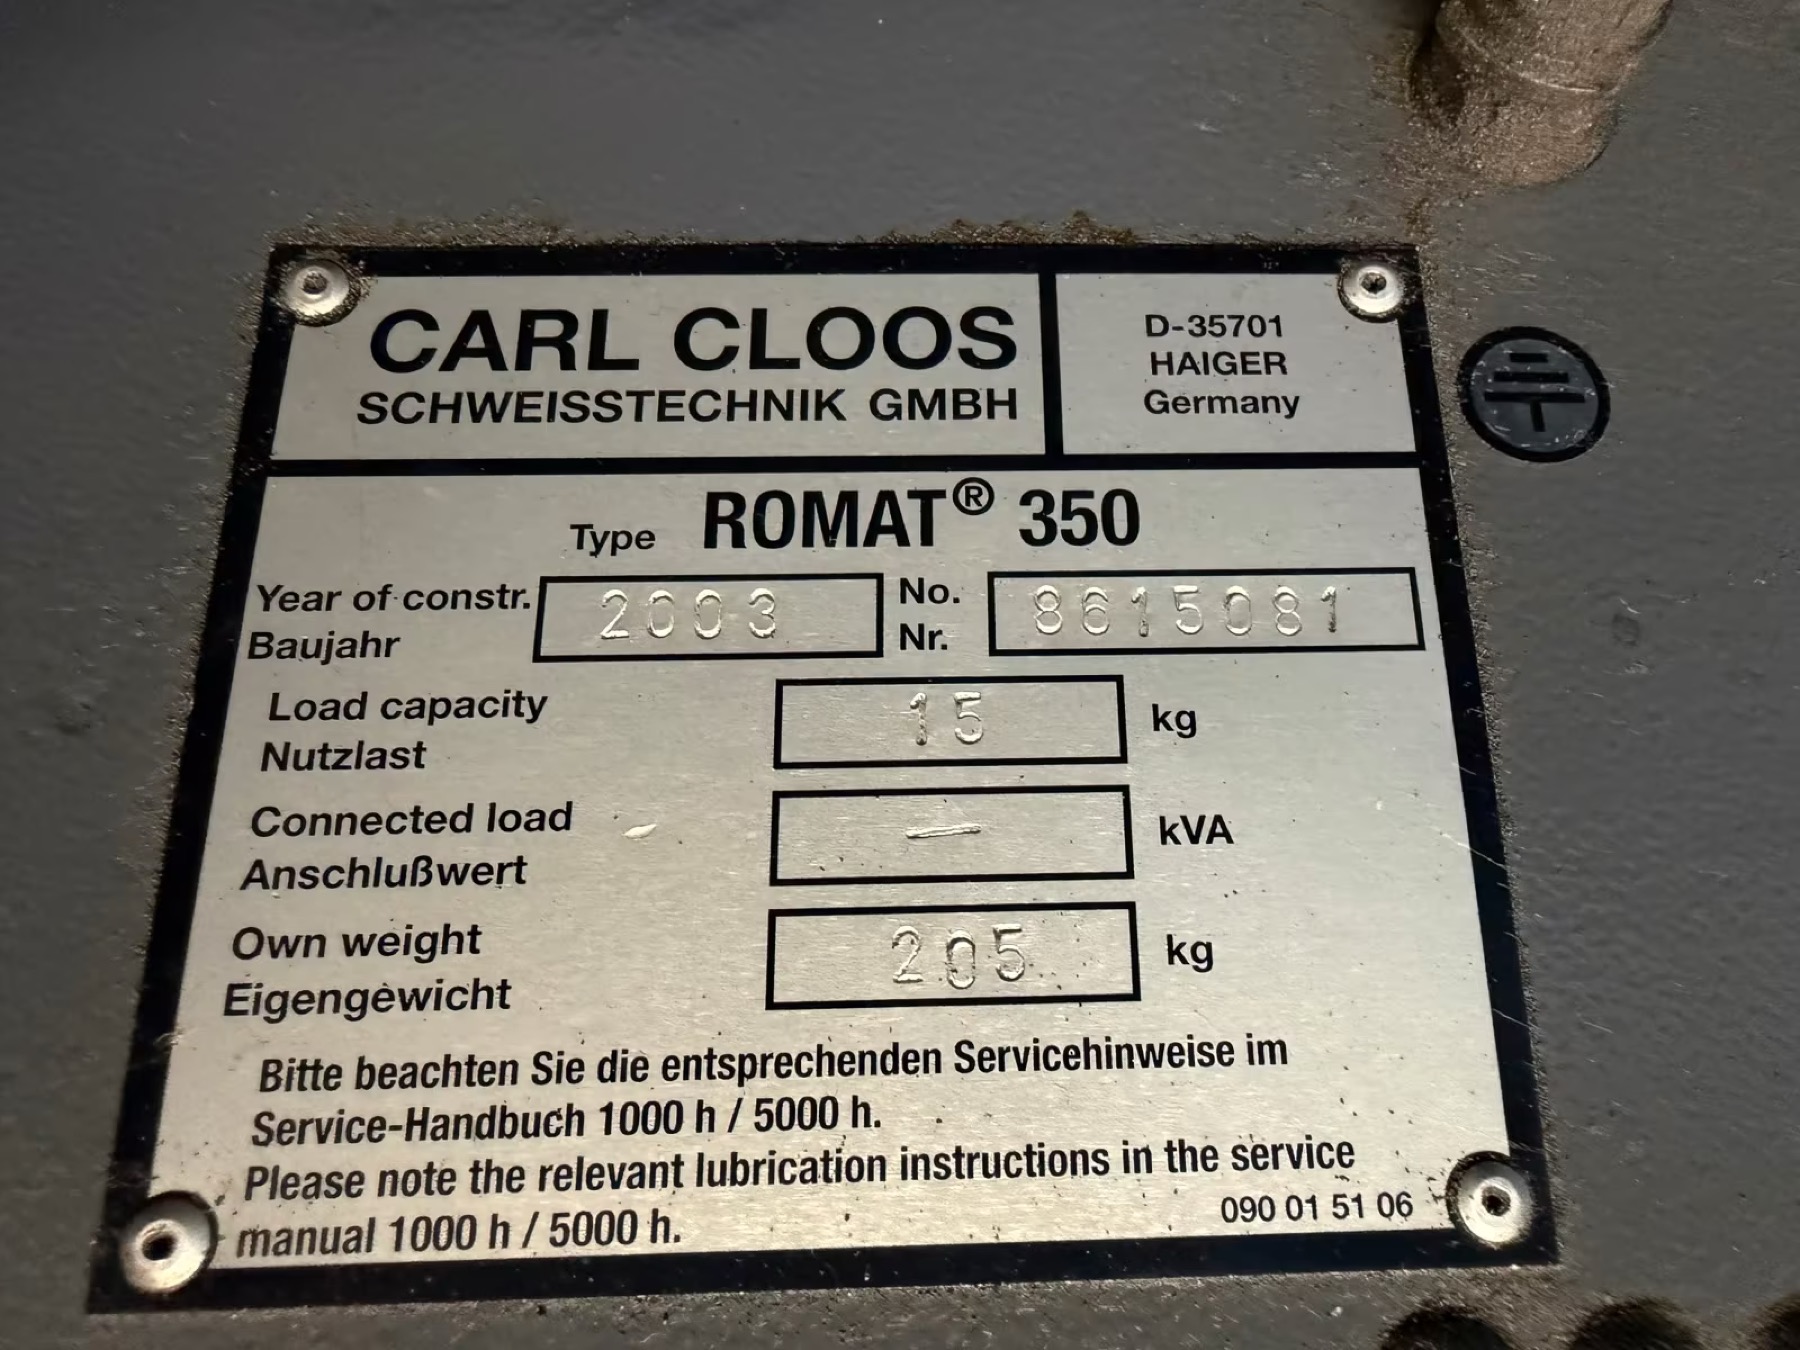 CARL CLOOS
SCHWEISSTECHNIK GMBH
D-35701
HAIGER
Germany
Type ROMAT® 350
Year of constr. 2003 No. 8615081
Baujahr Nr.
Load capacity 15 kg
Nutzlast
Connected load — kVA
Anschlußwert
Own weight 205 kg
Eigengewicht
Bitte beachten Sie die entsprechenden Servicehinweise im
Service-Handbuch 1000 h / 5000 h.
Please note the relevant lubrication instructions in the service
manual 1000 h / 5000 h.
090 01 51 06